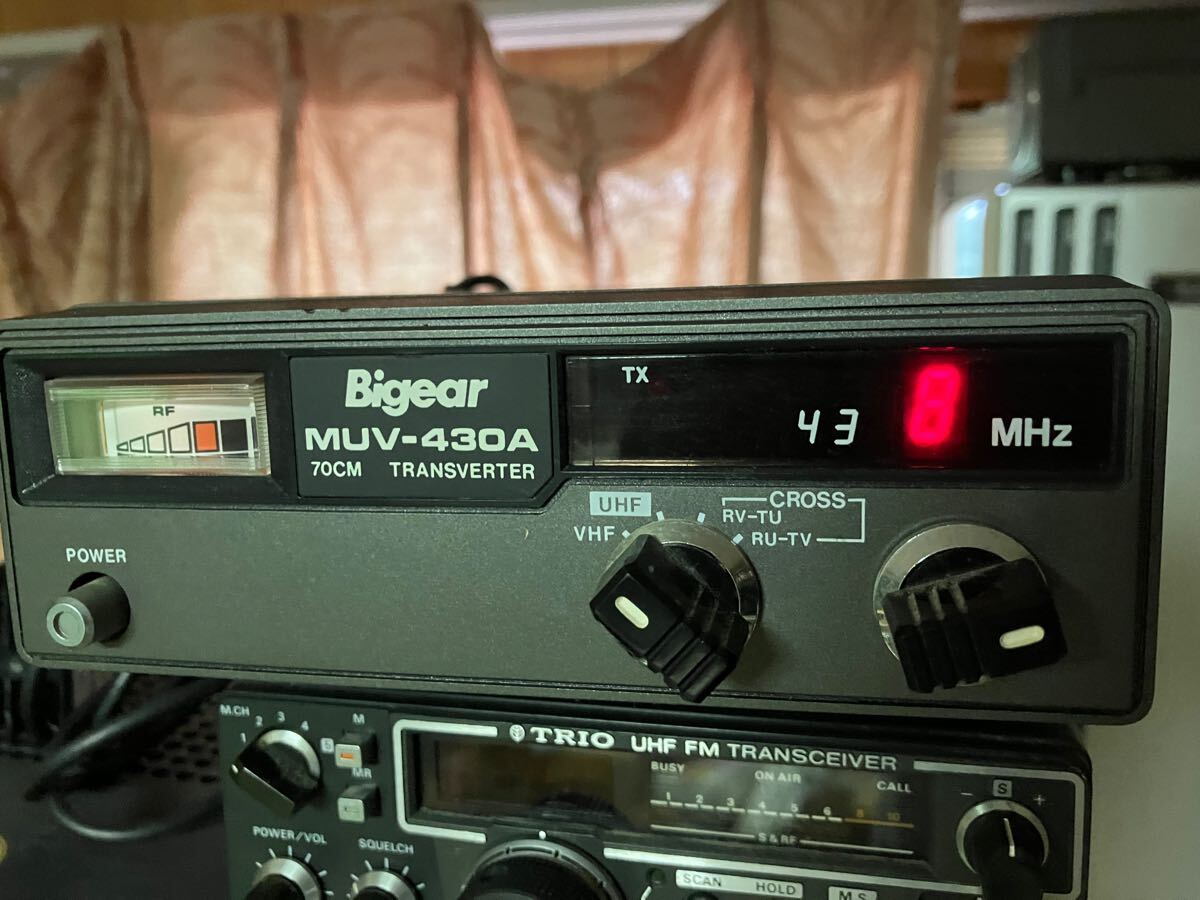 RF
Bigear
MUV-430A
70CM TRANSVERTER
TX
43 8 MHz
POWER
UHF
VHF
CROSS
RV-TU
RU-TV
M.CH
1 2 3 4
M
S
MR
TRIO UHF FM TRANSCEIVER
BUSY
ON AIR
CALL
1 2 3 4 5 6 8 10
S & RF
- S +
POWER/VOL
SQUELCH
SCAN HOLD
M.S